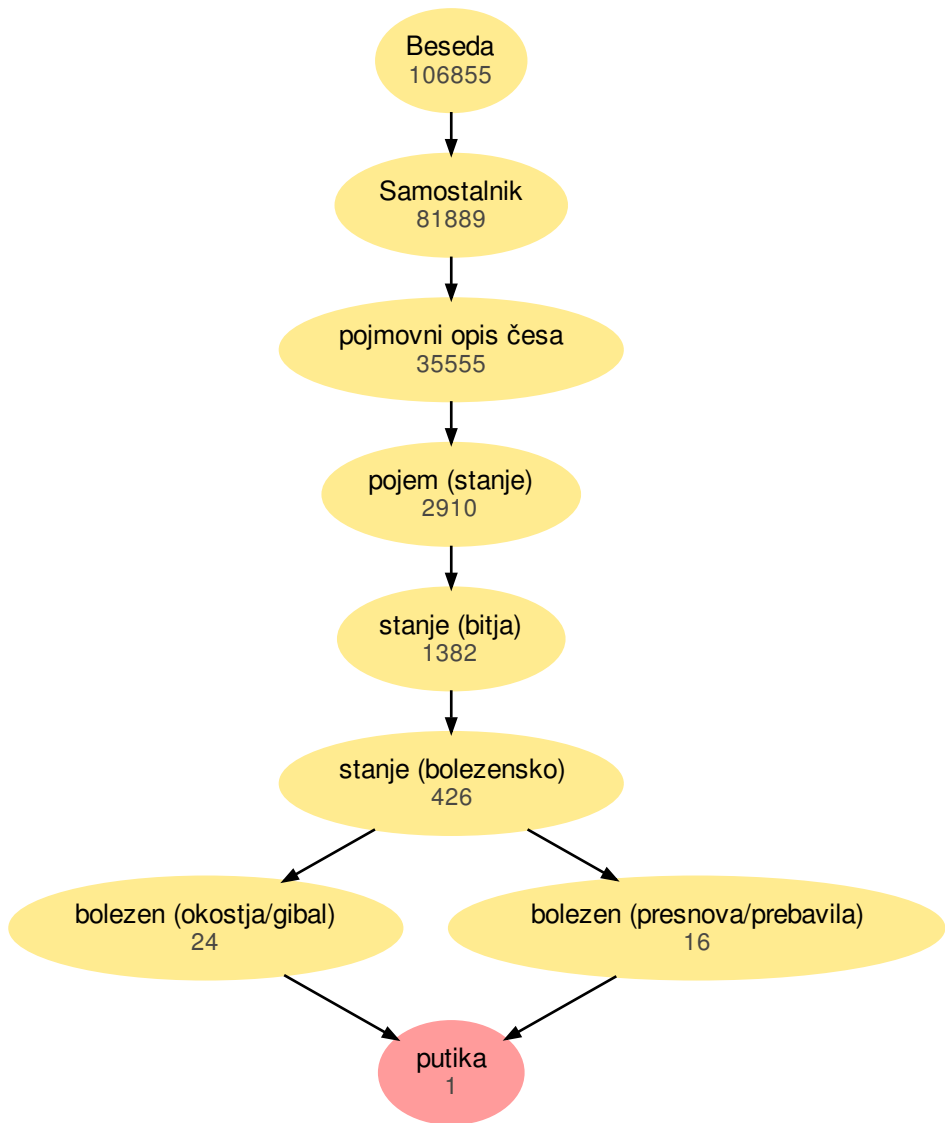 Beseda
106855
Samostalnik
81889
pojmovni opis česa
35555
pojem (stanje)
2910
stanje (bitja)
1382
stanje (bolezensko)
426
bolezen (okostja/gibal)
24
bolezen (presnova/prebavila)
16
putika
1